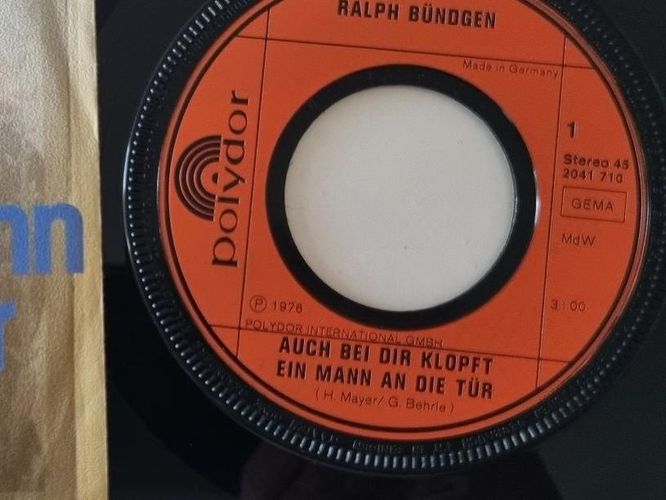 RALPH BÜNDGEN
Made in Germany
polydor
1
Stereo 45
2041 710
GEMA
MdW
Ⓟ 1976
3:00
POLYDOR INTERNATIONAL GMBH
AUCH BEI DIR KLOPFT
EIN MANN AN DIE TÜR
( H. Mayer/ G. Behrle )
nn
r